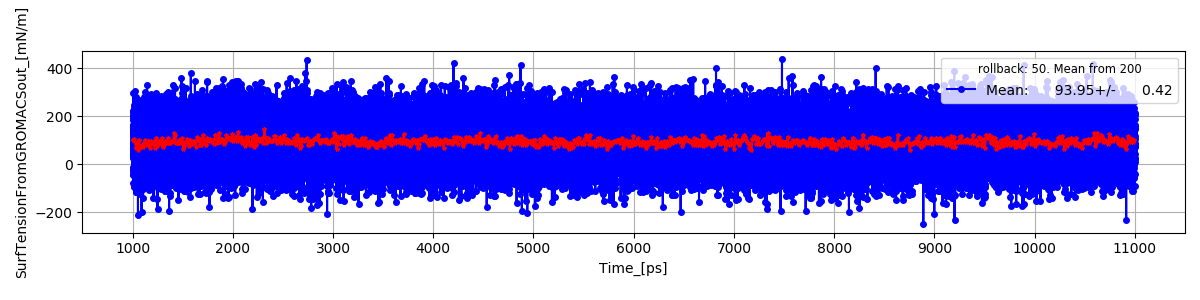 SurfTensionFromGROMACSout_[mN/m]
400
200
0
−200
rollback: 50. Mean from 200
Mean: 93.95+/- 0.42
1000 2000 3000 4000 5000 6000 7000 8000 9000 10000 11000
Time_[ps]